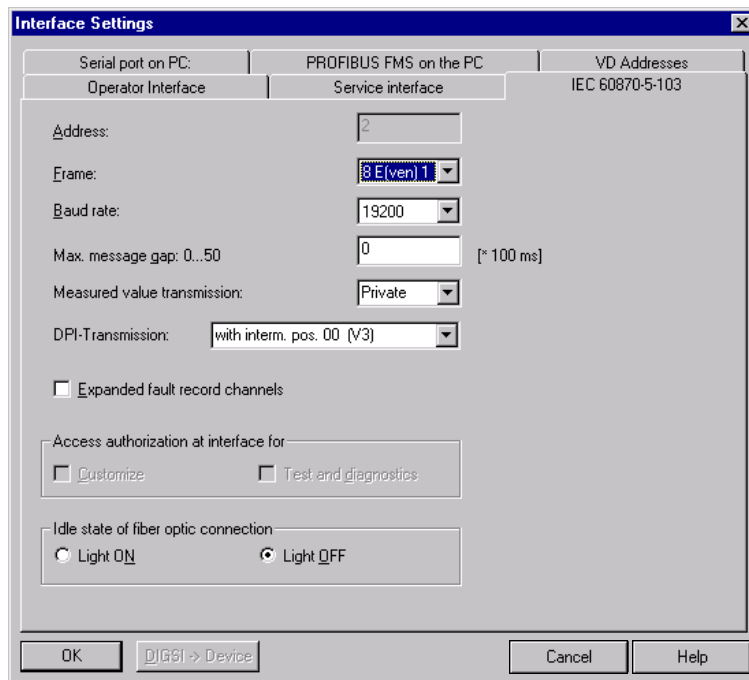 Interface Settings
Serial port on PC: PROFIBUS FMS on the PC VD Addresses
Operator Interface Service interface IEC 60870-5-103
Address: 2
Frame: 8 E(ven) 1
Baud rate: 19200
Max. message gap: 0...50 0 [* 100 ms]
Measured value transmission: Private
DPI-Transmission: with interm. pos. 00 (V3)
Expanded fault record channels
Access authorization at interface for
Customize Test and diagnostics
Idle state of fiber optic connection
Light ON Light OFF
OK DIGSI -> Device Cancel Help